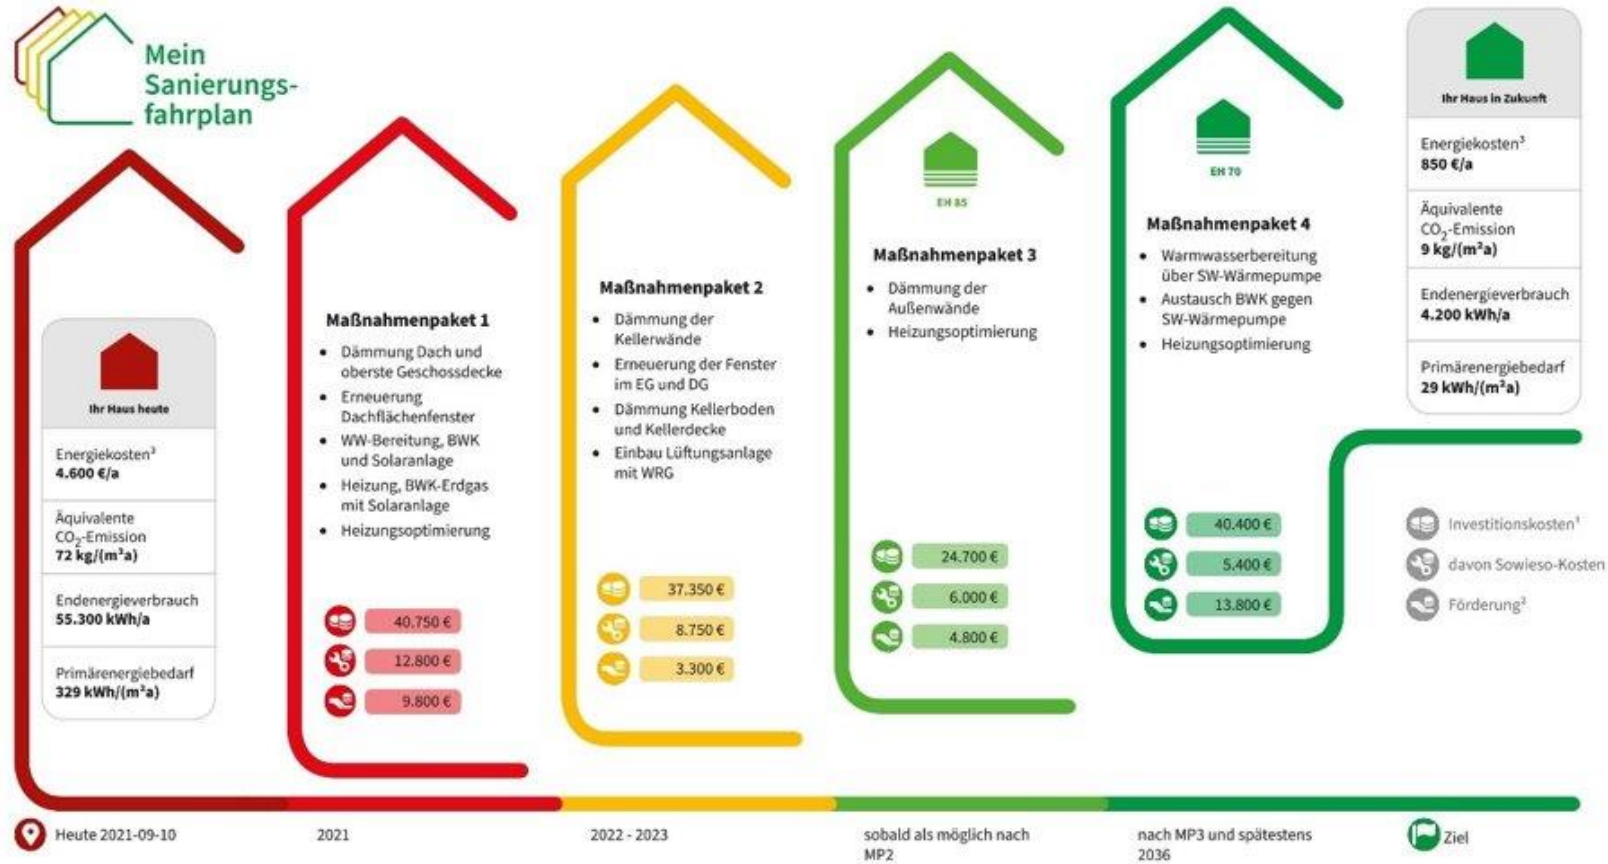 Mein
Sanierungs-
fahrplan
Ihr Haus heute
Energiekosten³
4.600 €/a
Äquivalente
CO₂-Emission
72 kg/(m²a)
Endenergieverbrauch
55.300 kWh/a
Primärenergiebedarf
329 kWh/(m²a)
Maßnahmenpaket 1
• Dämmung Dach und
oberste Geschossdecke
• Erneuerung
Dachflächenfenster
• WW-Bereitung, BWK
und Solaranlage
• Heizung, BWK-Erdgas
mit Solaranlage
• Heizungsoptimierung
40.750 €
12.800 €
9.800 €
Maßnahmenpaket 2
• Dämmung der
Kellerwände
• Erneuerung der Fenster
im EG und DG
• Dämmung Kellerboden
und Kellerdecke
• Einbau Lüftungsanlage
mit WRG
37.350 €
8.750 €
3.300 €
EH 85
Maßnahmenpaket 3
• Dämmung der
Außenwände
• Heizungsoptimierung
24.700 €
6.000 €
4.800 €
EH 70
Maßnahmenpaket 4
• Warmwasserbereitung
über SW-Wärmepumpe
• Austausch BWK gegen
SW-Wärmepumpe
• Heizungsoptimierung
40.400 €
5.400 €
13.800 €
Ihr Haus in Zukunft
Energiekosten³
850 €/a
Äquivalente
CO₂-Emission
9 kg/(m²a)
Endenergieverbrauch
4.200 kWh/a
Primärenergiebedarf
29 kWh/(m²a)
Investitionskosten¹
davon Sowieso-Kosten
Förderung²
Heute 2021-09-10
2021
2022 - 2023
sobald als möglich nach
MP2
nach MP3 und spätestens
2036
Ziel